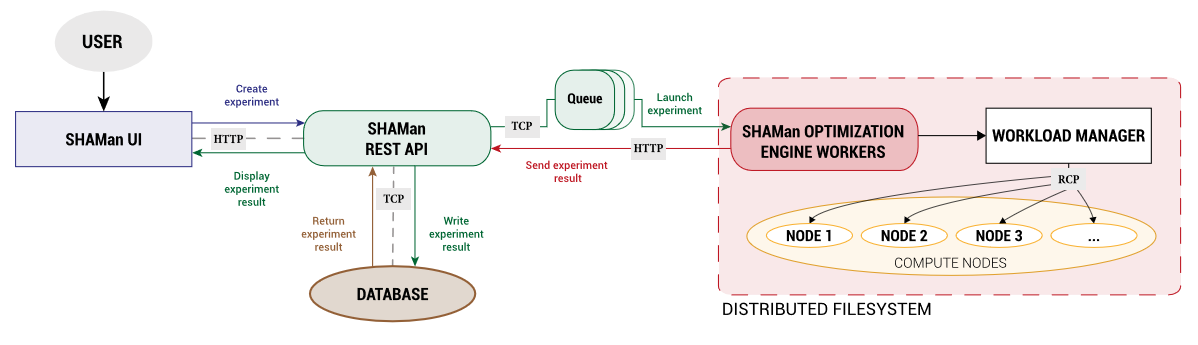 USER
SHAMan UI
Create
experiment
HTTP
Display
experiment
result
SHAMan
REST API
TCP
Queue
Launch
experiment
Send experiment
result
HTTP
Return
experiment
result
TCP
Write
experiment
result
DATABASE
SHAMan OPTIMIZATION
ENGINE WORKERS
WORKLOAD MANAGER
RCP
NODE 1
NODE 2
NODE 3
...
COMPUTE NODES
DISTRIBUTED FILESYSTEM